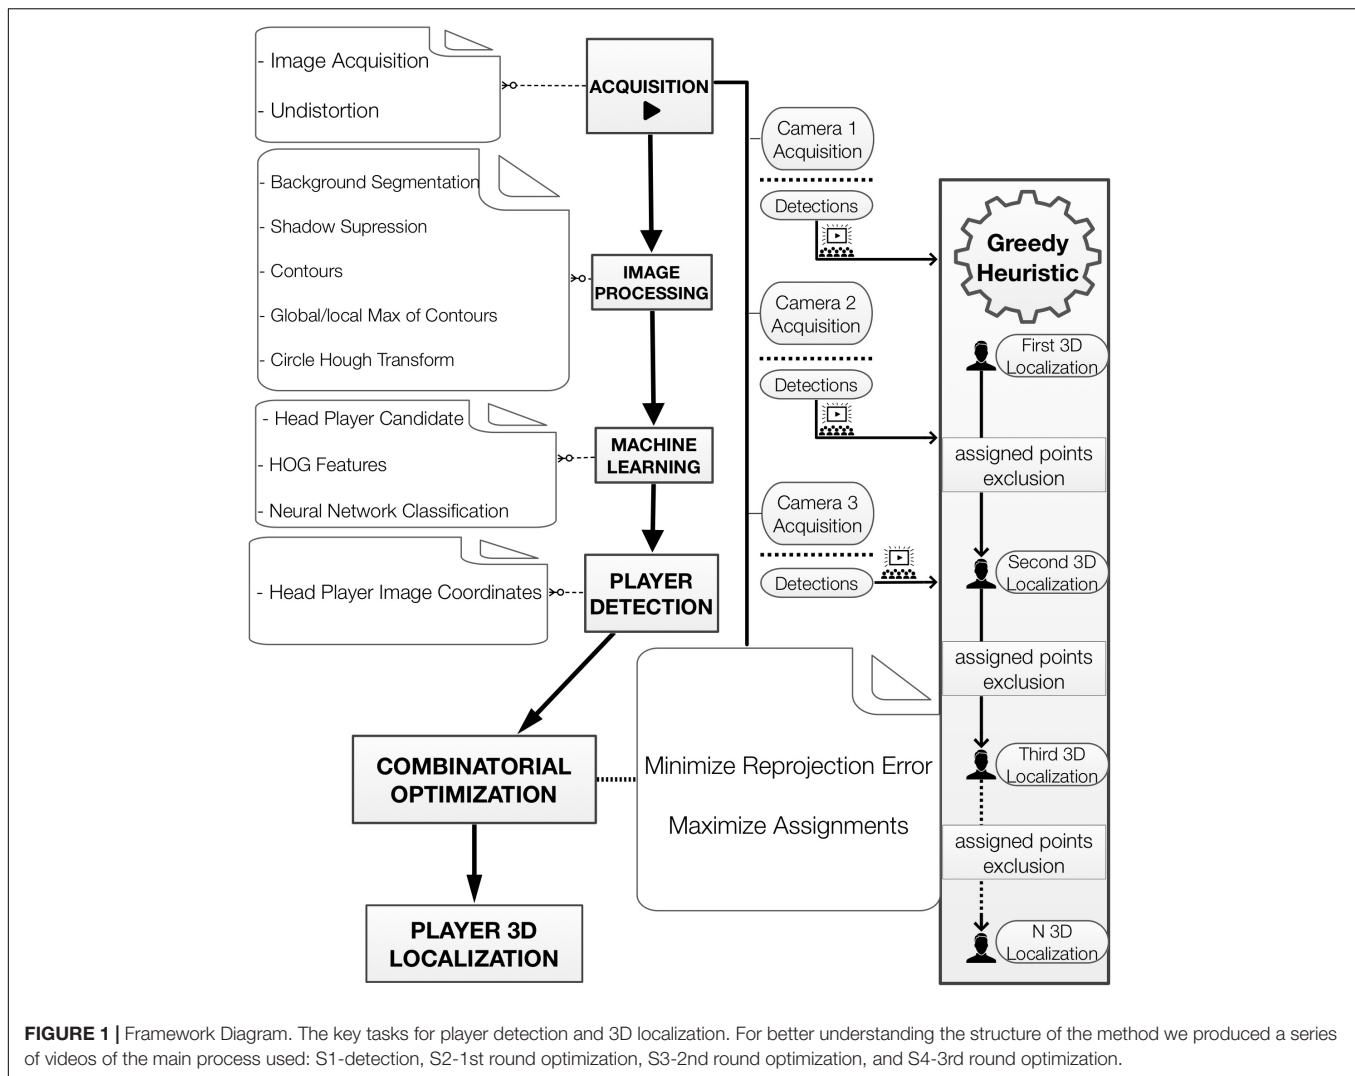 - Image Acquisition
- Undistortion
ACQUISITION
- Background Segmentation
- Shadow Supression
- Contours
- Global/local Max of Contours
- Circle Hough Transform
IMAGE
PROCESSING
- Head Player Candidate
- HOG Features
- Neural Network Classification
MACHINE
LEARNING
- Head Player Image Coordinates
PLAYER
DETECTION
COMBINATORIAL
OPTIMIZATION
Minimize Reprojection Error
Maximize Assignments
PLAYER 3D
LOCALIZATION
Camera 1
Acquisition
Detections
Camera 2
Acquisition
Detections
Camera 3
Acquisition
Detections
Greedy
Heuristic
First 3D
Localization
assigned points
exclusion
Second 3D
Localization
assigned points
exclusion
Third 3D
Localization
assigned points
exclusion
N 3D
Localization
FIGURE 1 | Framework Diagram. The key tasks for player detection and 3D localization. For better understanding the structure of the method we produced a series
of videos of the main process used: S1-detection, S2-1st round optimization, S3-2nd round optimization, and S4-3rd round optimization.